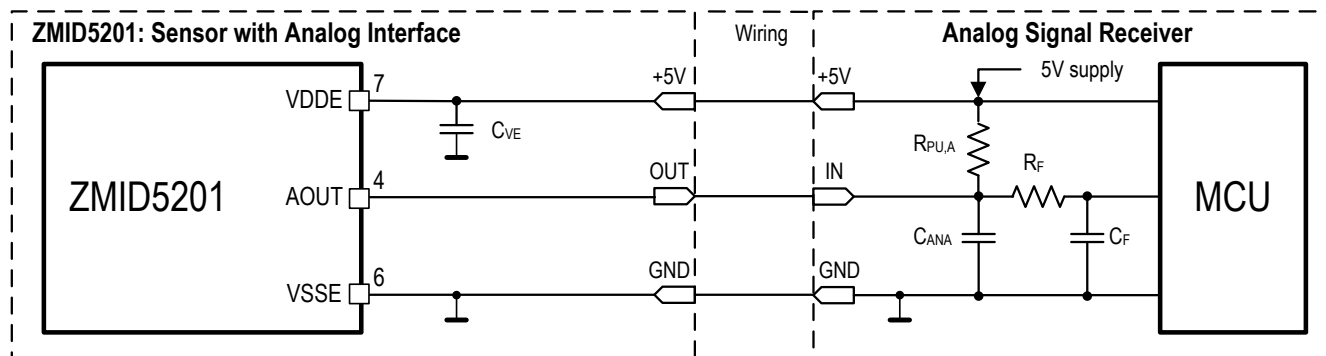 ZMID5201: Sensor with Analog Interface
Wiring
Analog Signal Receiver
7
VDDE
+5V
+5V
5V supply
CVE
RPU,A
RF
ZMID5201
4
AOUT
OUT
IN
MCU
CANA
CF
6
VSSE
GND
GND